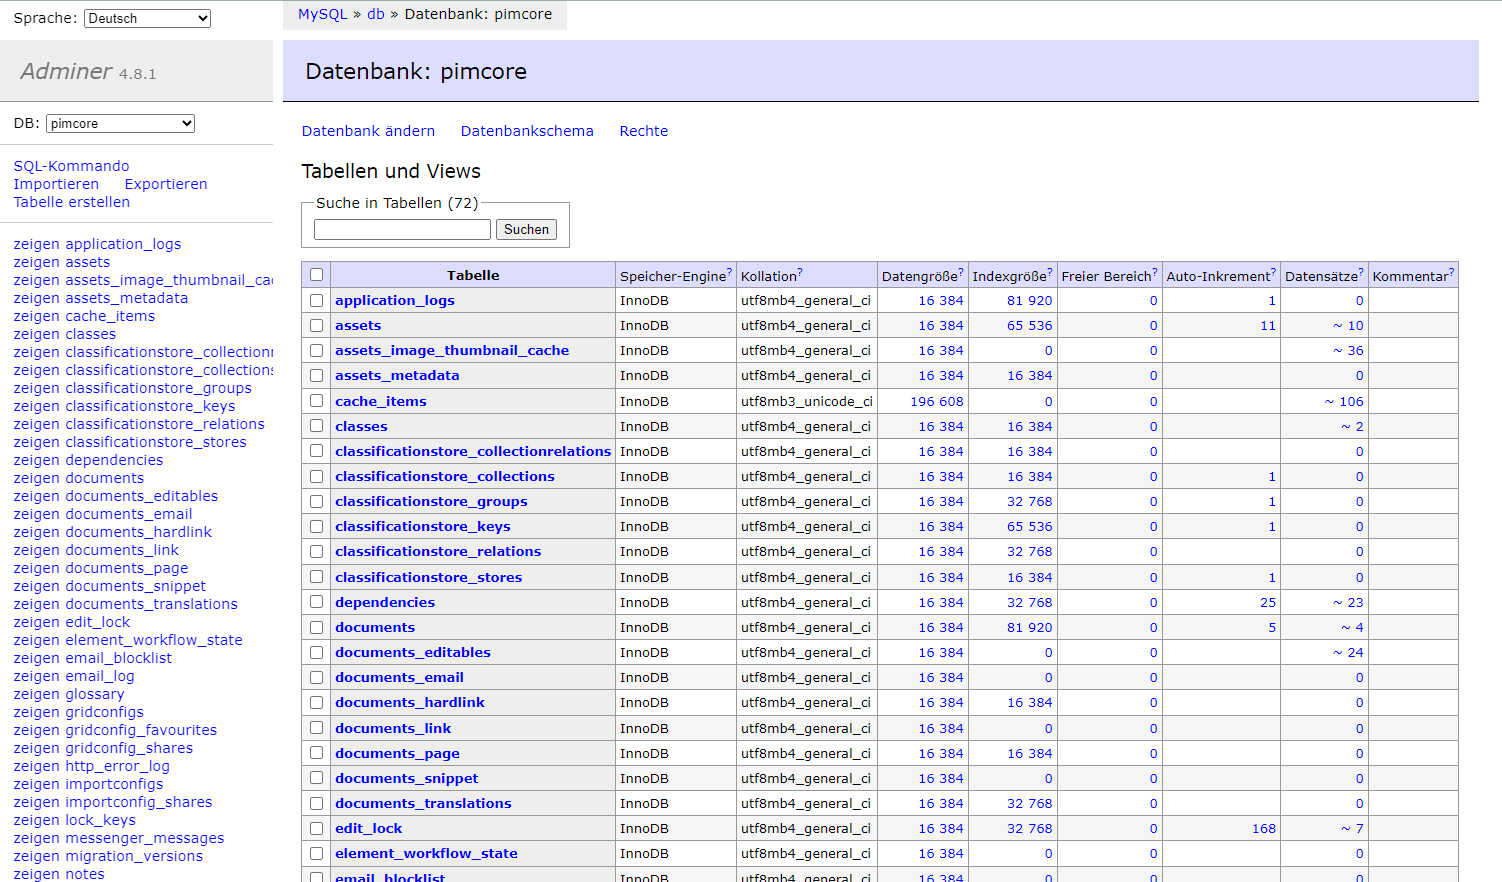 Sprache: Deutsch
MySQL » db » Datenbank: pimcore
Adminer 4.8.1
DB: pimcore
SQL-Kommando
Importieren Exportieren
Tabelle erstellen
zeigen application_logs
zeigen assets
zeigen assets_image_thumbnail_cac
zeigen assets_metadata
zeigen cache_items
zeigen classes
zeigen classificationstore_collectionr
zeigen classificationstore_collections
zeigen classificationstore_groups
zeigen classificationstore_keys
zeigen classificationstore_relations
zeigen classificationstore_stores
zeigen dependencies
zeigen documents
zeigen documents_editables
zeigen documents_email
zeigen documents_hardlink
zeigen documents_link
zeigen documents_page
zeigen documents_snippet
zeigen documents_translations
zeigen edit_lock
zeigen element_workflow_state
zeigen email_blocklist
zeigen email_log
zeigen glossary
zeigen gridconfigs
zeigen gridconfig_favourites
zeigen gridconfig_shares
zeigen http_error_log
zeigen importconfigs
zeigen importconfig_shares
zeigen lock_keys
zeigen messenger_messages
zeigen migration_versions
zeigen notes
Datenbank: pimcore
Datenbank ändern Datenbankschema Rechte
Tabellen und Views
Suche in Tabellen (72)
Suchen
Tabelle Speicher-Engine? Kollation? Datengröße? Indexgröße? Freier Bereich? Auto-Inkrement? Datensätze? Kommentar?
application_logs InnoDB utf8mb4_general_ci 16 384 81 920 0 1 0
assets InnoDB utf8mb4_general_ci 16 384 65 536 0 11 ~ 10
assets_image_thumbnail_cache InnoDB utf8mb4_general_ci 16 384 0 0 ~ 36
assets_metadata InnoDB utf8mb4_general_ci 16 384 16 384 0 0
cache_items InnoDB utf8mb3_unicode_ci 196 608 0 0 ~ 106
classes InnoDB utf8mb4_general_ci 16 384 16 384 0 ~ 2
classificationstore_collectionrelations InnoDB utf8mb4_general_ci 16 384 16 384 0 0
classificationstore_collections InnoDB utf8mb4_general_ci 16 384 16 384 0 1 0
classificationstore_groups InnoDB utf8mb4_general_ci 16 384 32 768 0 1 0
classificationstore_keys InnoDB utf8mb4_general_ci 16 384 65 536 0 1 0
classificationstore_relations InnoDB utf8mb4_general_ci 16 384 32 768 0 0
classificationstore_stores InnoDB utf8mb4_general_ci 16 384 16 384 0 1 0
dependencies InnoDB utf8mb4_general_ci 16 384 32 768 0 25 ~ 23
documents InnoDB utf8mb4_general_ci 16 384 81 920 0 5 ~ 4
documents_editables InnoDB utf8mb4_general_ci 16 384 0 0 ~ 24
documents_email InnoDB utf8mb4_general_ci 16 384 0 0 0
documents_hardlink InnoDB utf8mb4_general_ci 16 384 16 384 0 0
documents_link InnoDB utf8mb4_general_ci 16 384 0 0 0
documents_page InnoDB utf8mb4_general_ci 16 384 16 384 0 0
documents_snippet InnoDB utf8mb4_general_ci 16 384 0 0 0
documents_translations InnoDB utf8mb4_general_ci 16 384 32 768 0 0
edit_lock InnoDB utf8mb4_general_ci 16 384 32 768 0 168 ~ 7
element_workflow_state InnoDB utf8mb4_general_ci 16 384 0 0 0
email_blocklist InnoDB utf8mb4_general_ci 16 384 0 0 0